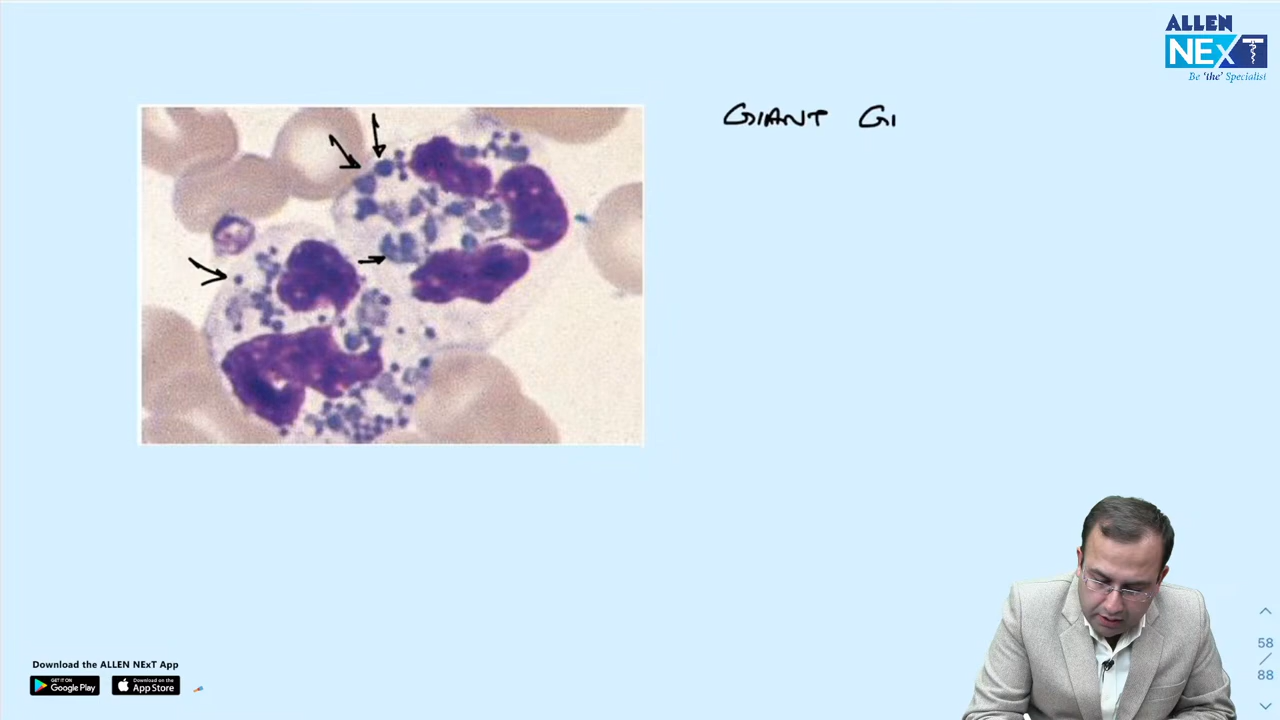 ALLEN
NExT
Be 'the' Specialist
GIANT GI
58
/
88
Download the ALLEN NExT App
GET IT ON
Google Play
Download on the
App Store